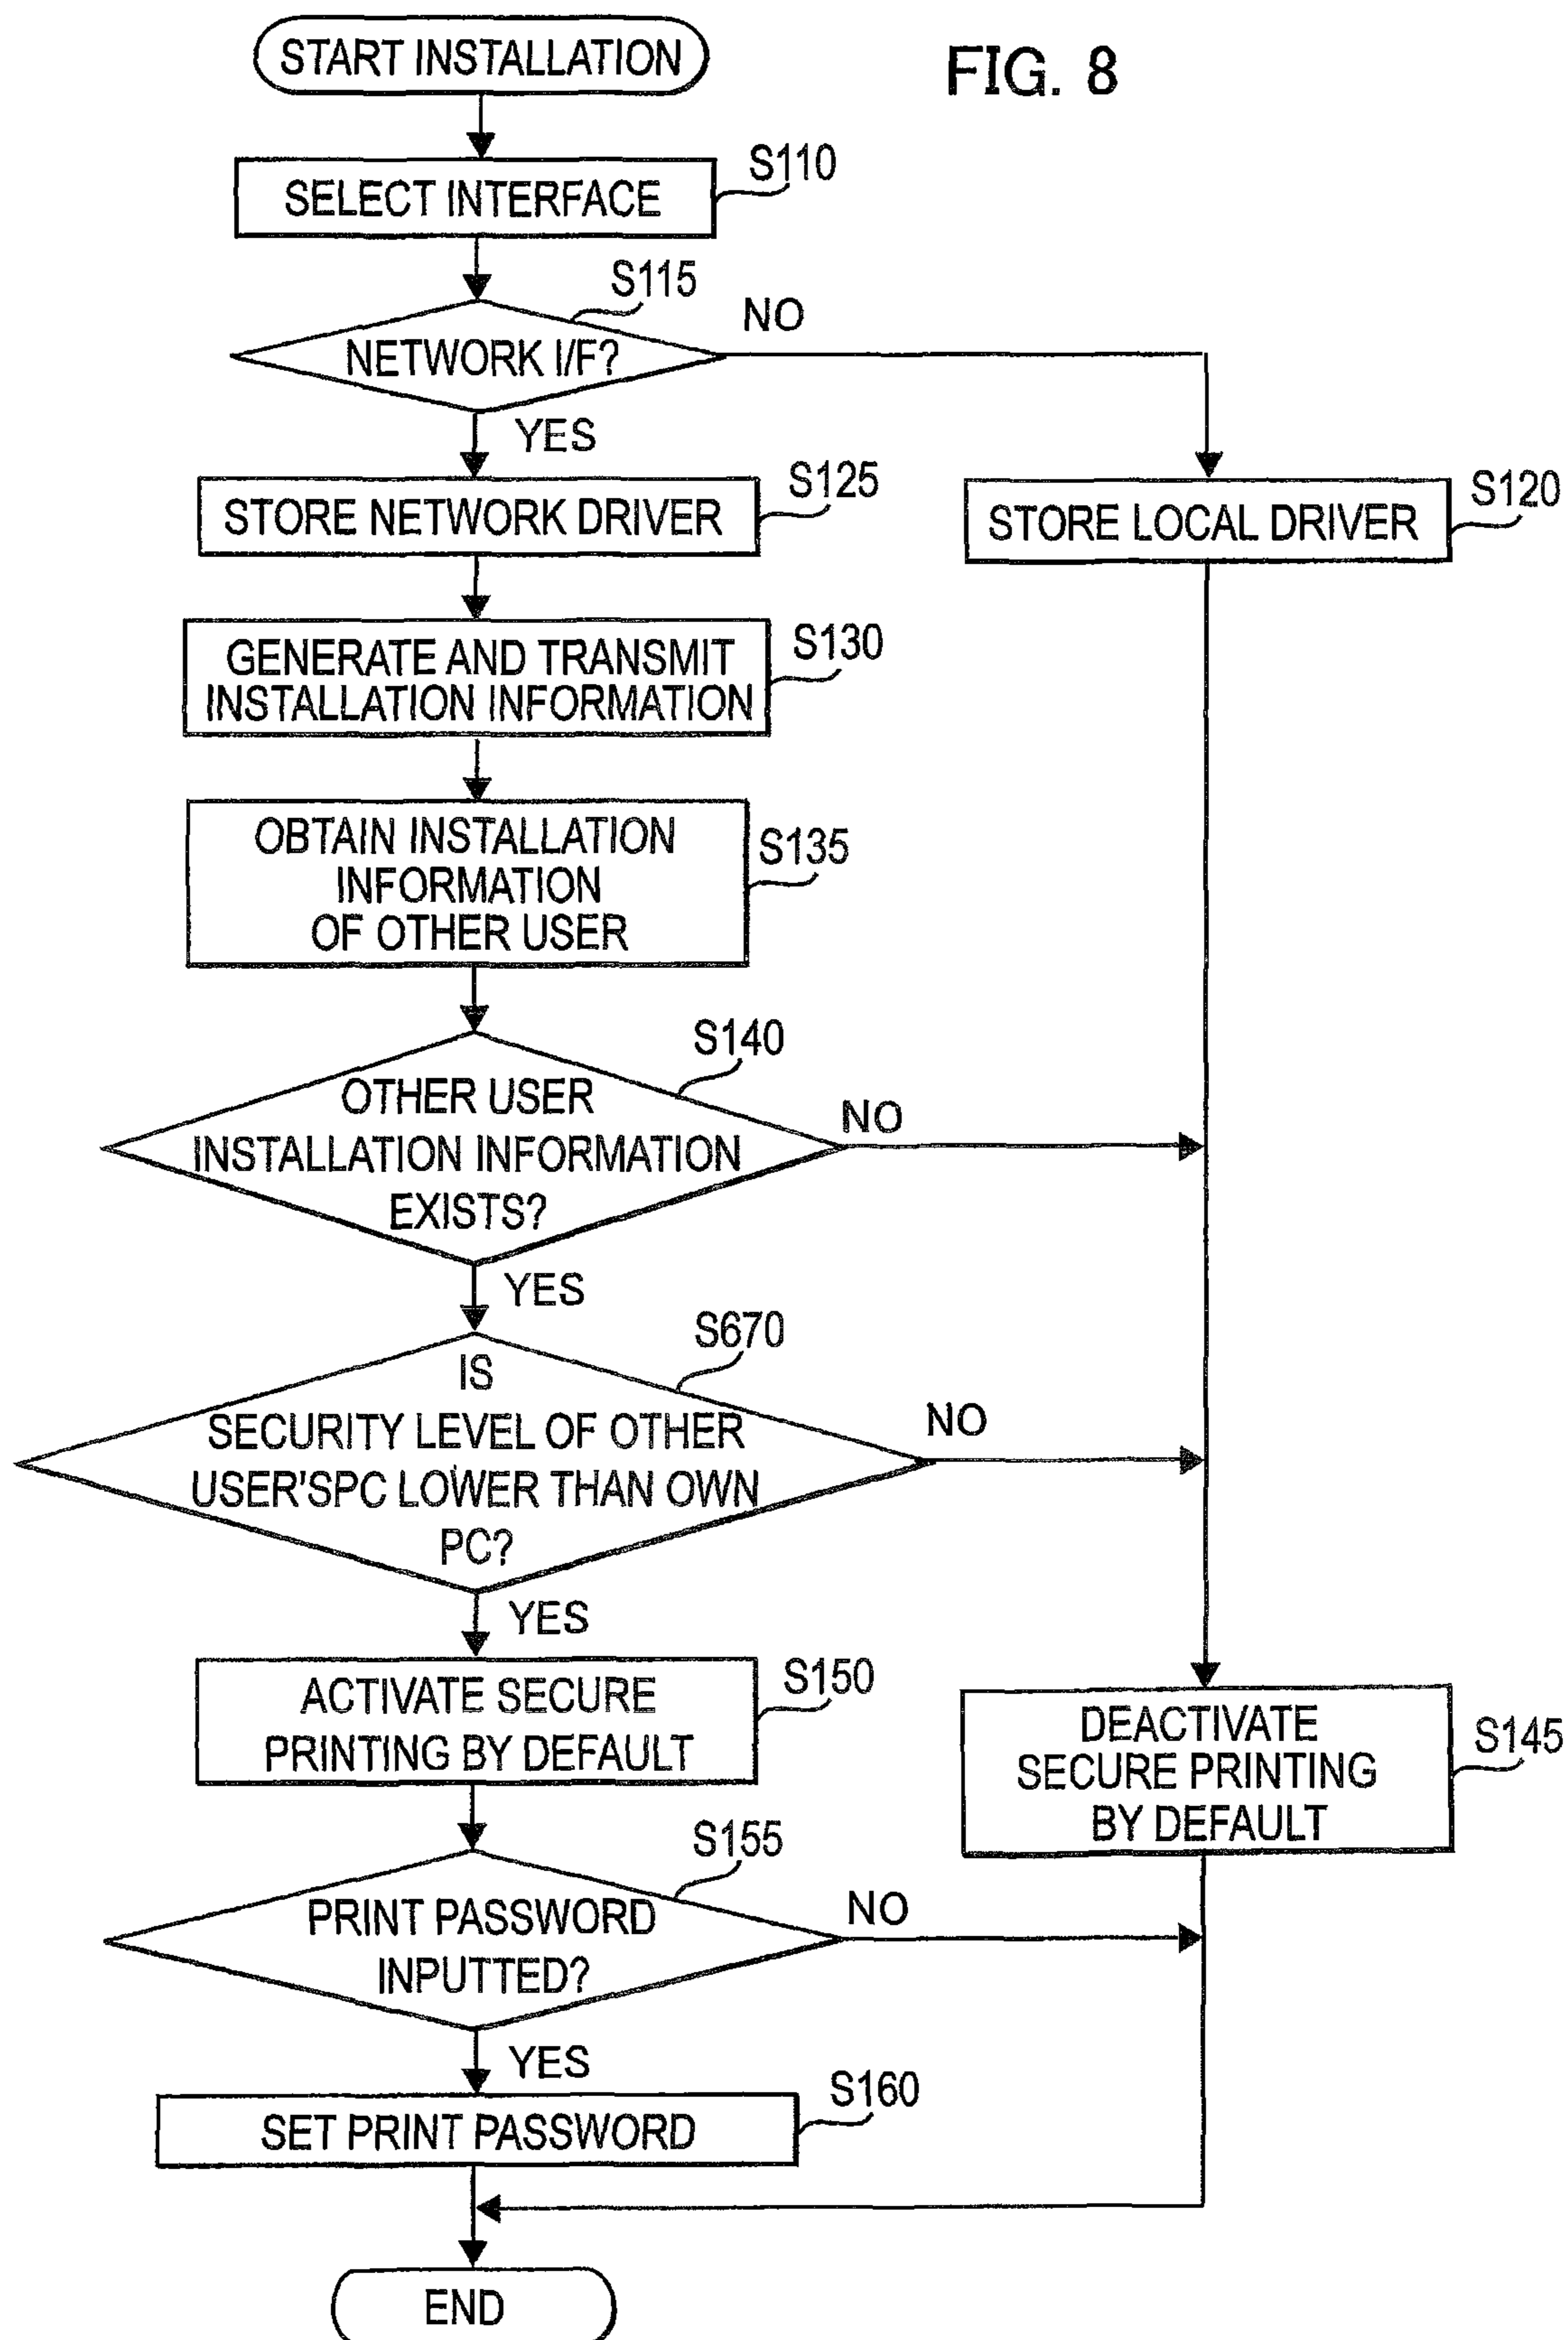 START INSTALLATION
FIG. 8
SELECT INTERFACE
S110
NETWORK I/F?
S115
NO
YES
STORE NETWORK DRIVER
S125
STORE LOCAL DRIVER
S120
GENERATE AND TRANSMIT
INSTALLATION INFORMATION
S130
OBTAIN INSTALLATION
INFORMATION
OF OTHER USER
S135
OTHER USER
INSTALLATION INFORMATION
EXISTS?
S140
NO
YES
IS
SECURITY LEVEL OF OTHER
USER'SPC LOWER THAN OWN
PC?
S670
NO
YES
ACTIVATE SECURE
PRINTING BY DEFAULT
S150
DEACTIVATE
SECURE PRINTING
BY DEFAULT
S145
PRINT PASSWORD
INPUTTED?
S155
NO
YES
SET PRINT PASSWORD
S160
END